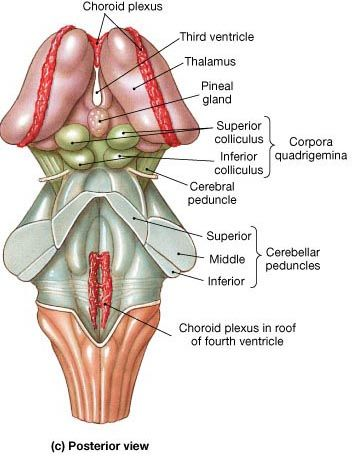 Choroid plexus
Third ventricle
Thalamus
Pineal
gland
Superior
colliculus
Corpora
quadrigemina
Inferior
colliculus
Cerebral
peduncle
Superior
Middle
Cerebellar
peduncles
Inferior
Choroid plexus in roof
of fourth ventricle
(c) Posterior view